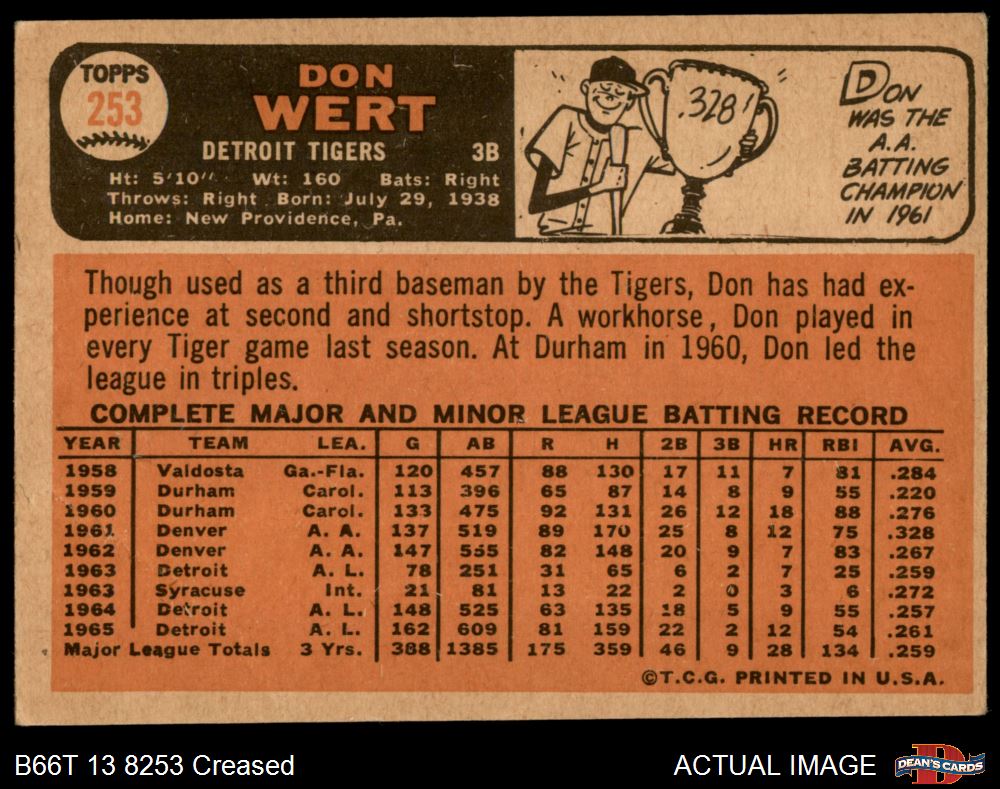 TOPPS
253
DON
WERT
DETROIT TIGERS 3B
Ht: 5'10" Wt: 160 Bats: Right
Throws: Right Born: July 29, 1938
Home: New Providence, Pa.
.328!
DON
WAS THE
A.A.
BATTING
CHAMPION
IN 1961
Though used as a third baseman by the Tigers, Don has had ex-
perience at second and shortstop. A workhorse, Don played in
every Tiger game last season. At Durham in 1960, Don led the
league in triples.
COMPLETE MAJOR AND MINOR LEAGUE BATTING RECORD
YEAR TEAM LEA. G AB R H 2B 3B HR RBI AVG.
1958 Valdosta Ga.-Fla. 120 457 88 130 17 11 7 81 .284
1959 Durham Carol. 113 396 65 87 14 8 9 55 .220
1960 Durham Carol. 133 475 92 131 26 12 18 88 .276
1961 Denver A. A. 137 519 89 170 25 8 12 75 .328
1962 Denver A. A. 147 555 82 148 20 9 7 83 .267
1963 Detroit A. L. 78 251 31 65 6 2 7 25 .259
1963 Syracuse Int. 21 81 13 22 2 0 3 6 .272
1964 Detroit A. L. 148 525 63 135 18 5 9 55 .257
1965 Detroit A. L. 162 609 81 159 22 2 12 54 .261
Major League Totals 3 Yrs. 388 1385 175 359 46 9 28 134 .259
©T.C.G. PRINTED IN U.S.A.
B66T 13 8253 Creased
ACTUAL IMAGE
D
DEAN'S CARDS